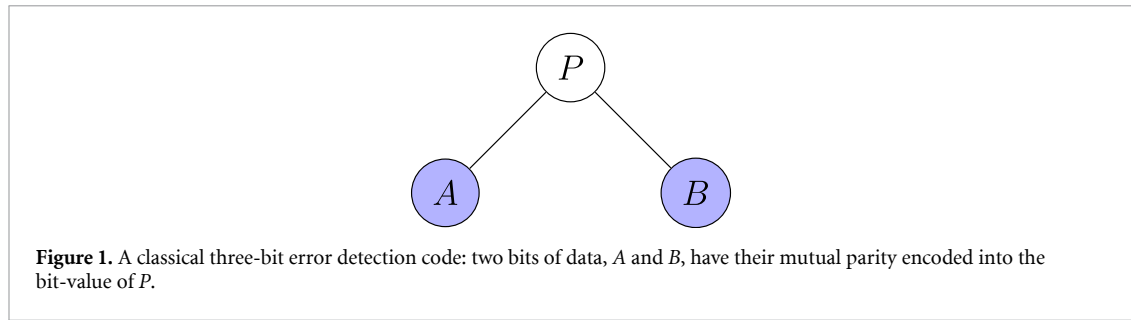 P
A B
Figure 1. A classical three-bit error detection code: two bits of data, A and B, have their mutual parity encoded into the
bit-value of P.